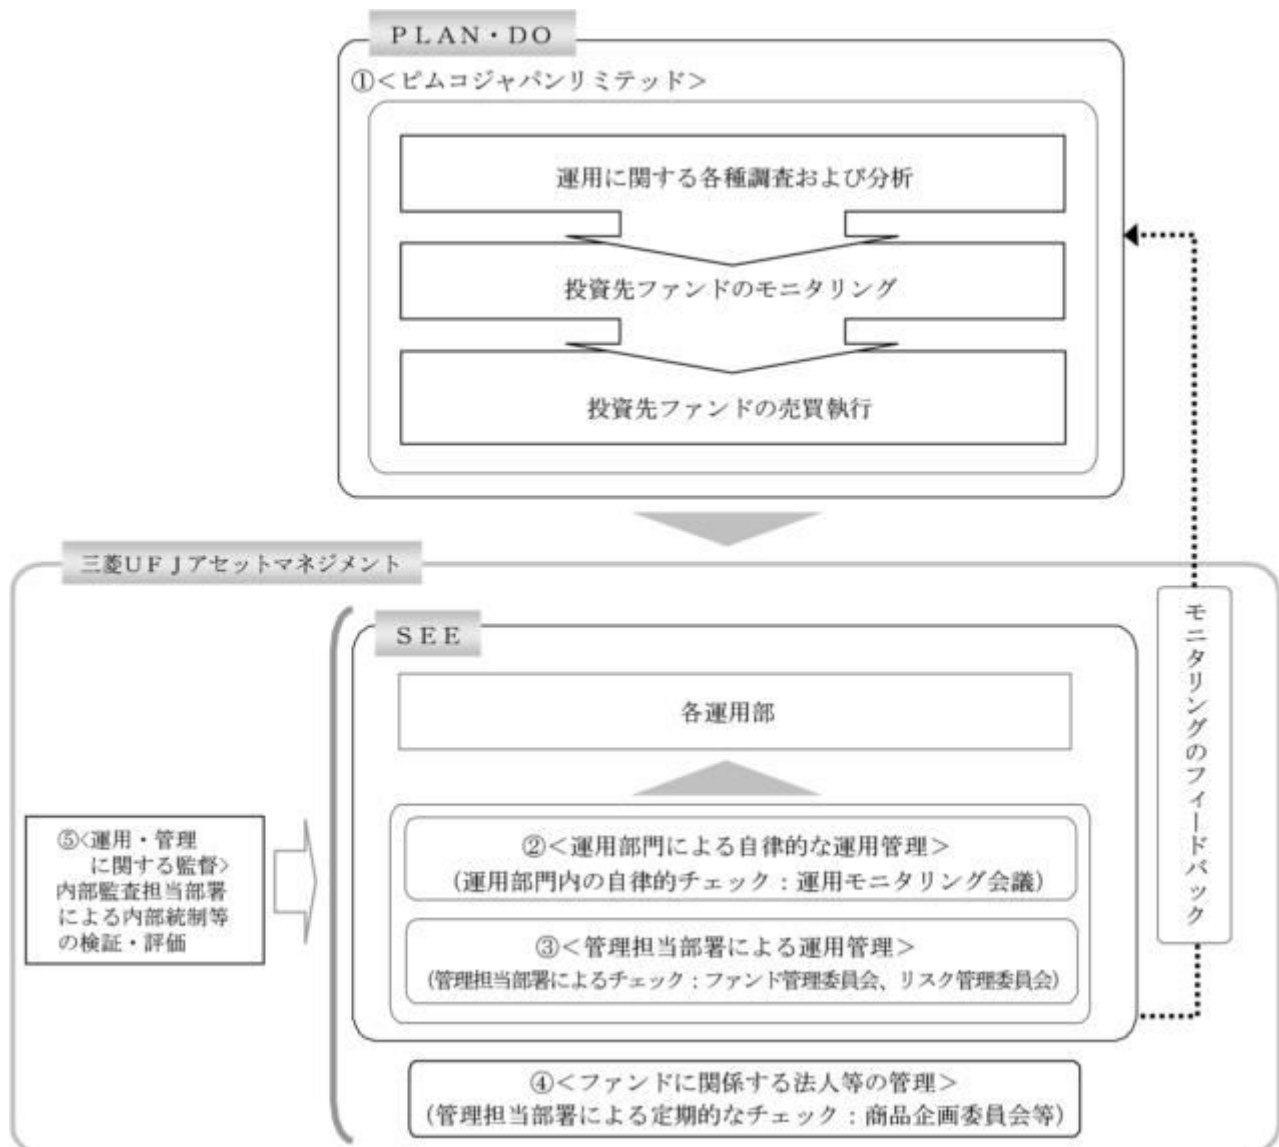 ＰＬＡＮ・ＤＯ
①＜ピムコジャパンリミテッド＞
運用に関する各種調査および分析
投資先ファンドのモニタリング
投資先ファンドの売買執行
三菱ＵＦＪアセットマネジメント
ＳＥＥ
各運用部
②＜運用部門による自律的な運用管理＞
（運用部門内の自律的チェック：運用モニタリング会議）
③＜管理担当部署による運用管理＞
（管理担当部署によるチェック：ファンド管理委員会、リスク管理委員会）
④＜ファンドに関係する法人等の管理＞
（管理担当部署による定期的なチェック：商品企画委員会等）
⑤<運用・管理
に関する監督>
内部監査担当部署
による内部統制等
の検証・評価
モニタリングのフィードバック